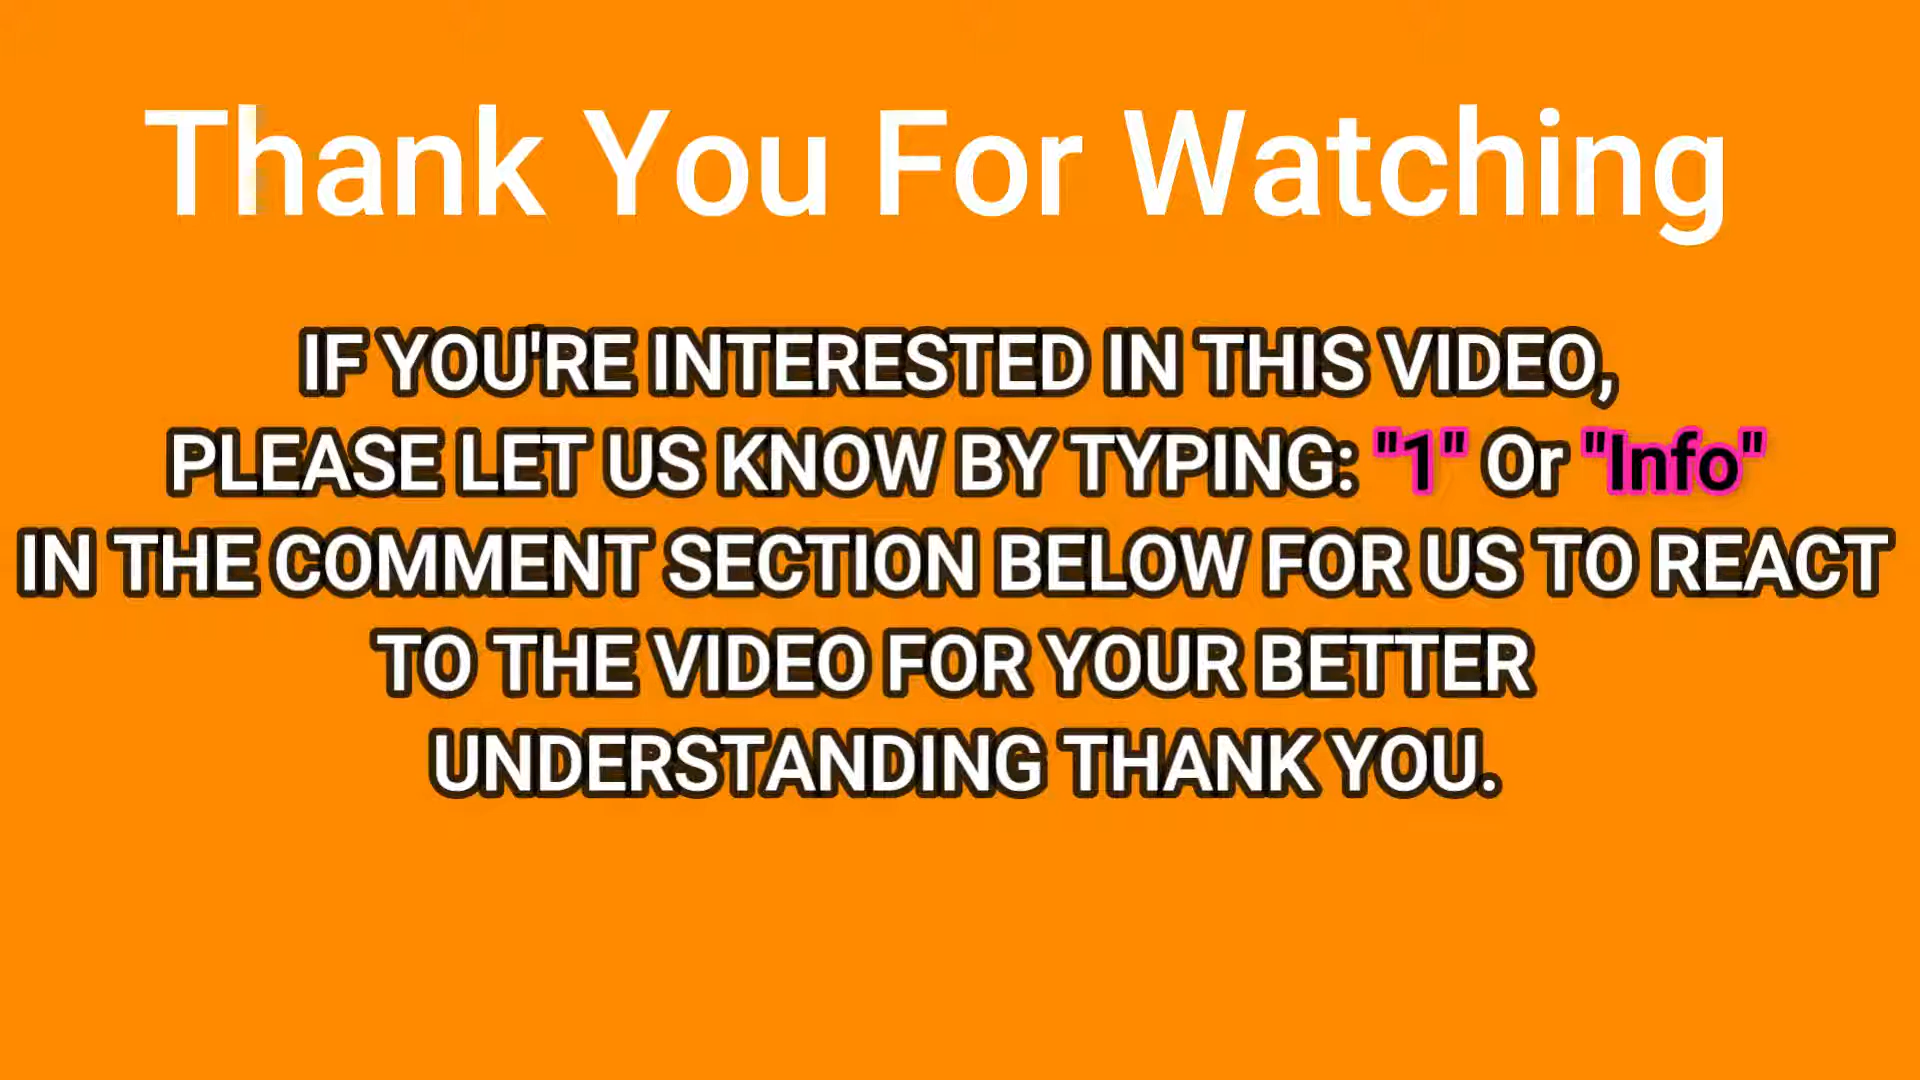 Thank You For Watching
IF YOU'RE INTERESTED IN THIS VIDEO,
PLEASE LET US KNOW BY TYPING: "1" Or "Info"
IN THE COMMENT SECTION BELOW FOR US TO REACT
TO THE VIDEO FOR YOUR BETTER
UNDERSTANDING THANK YOU.